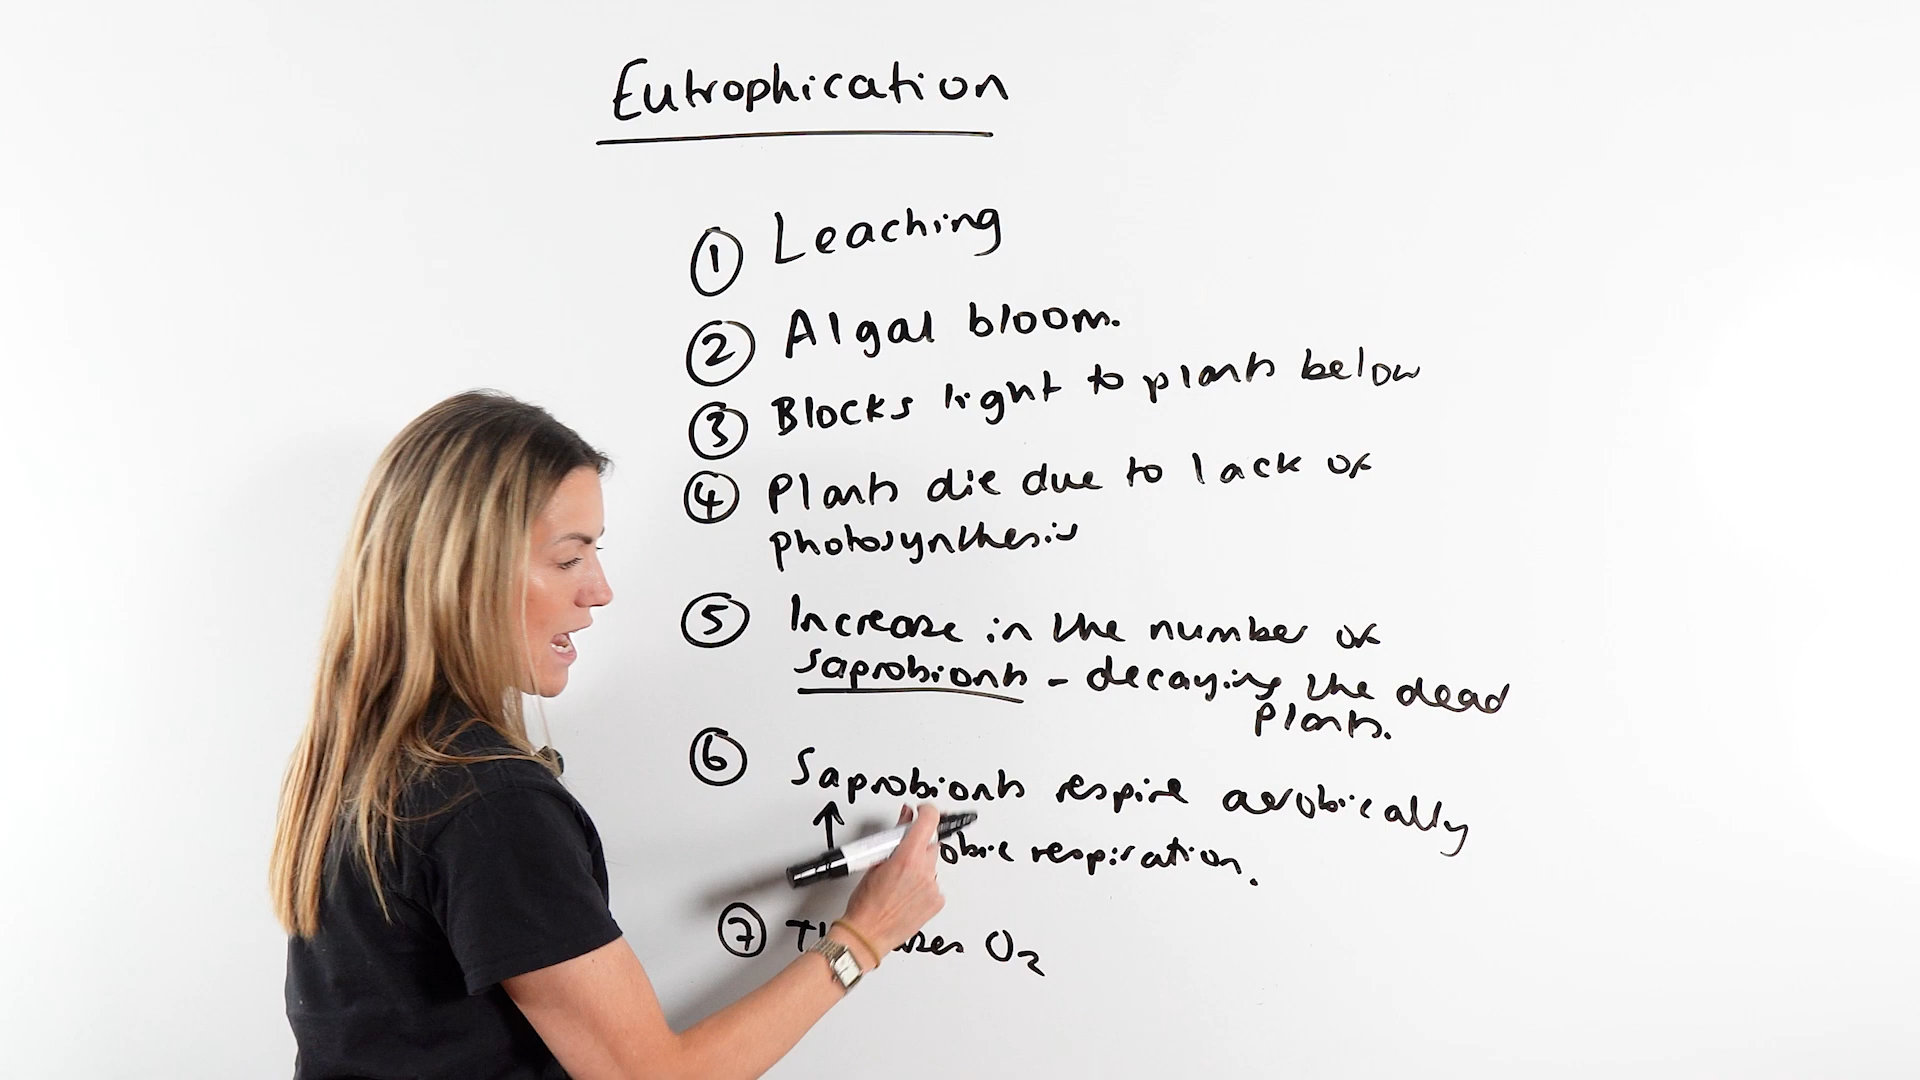 Eutrophication
① Leaching
② Algal bloom.
③ Blocks light to plants below
④ Plants die due to lack of
photosynthesis
⑤ Increase in the number of
saprobionts - decaying the dead
plants.
⑥ Saprobionts respire aerobically
↑ respiration.
⑦ O₂